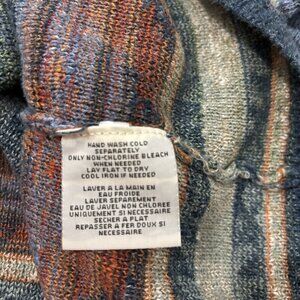 HAND WASH COLD
SEPARATELY
ONLY NON-CHLORINE BLEACH
WHEN NEEDED
LAY FLAT TO DRY
COOL IRON IF NEEDED
LAVER A LA MAIN EN
EAU FROIDE
LAVER SEPAREMENT
EAU DE JAVEL NON CHLOREE
UNIQUEMENT SI NECESSAIRE
SECHER A PLAT
REPASSER A FER DOUX SI
NECESSAIRE